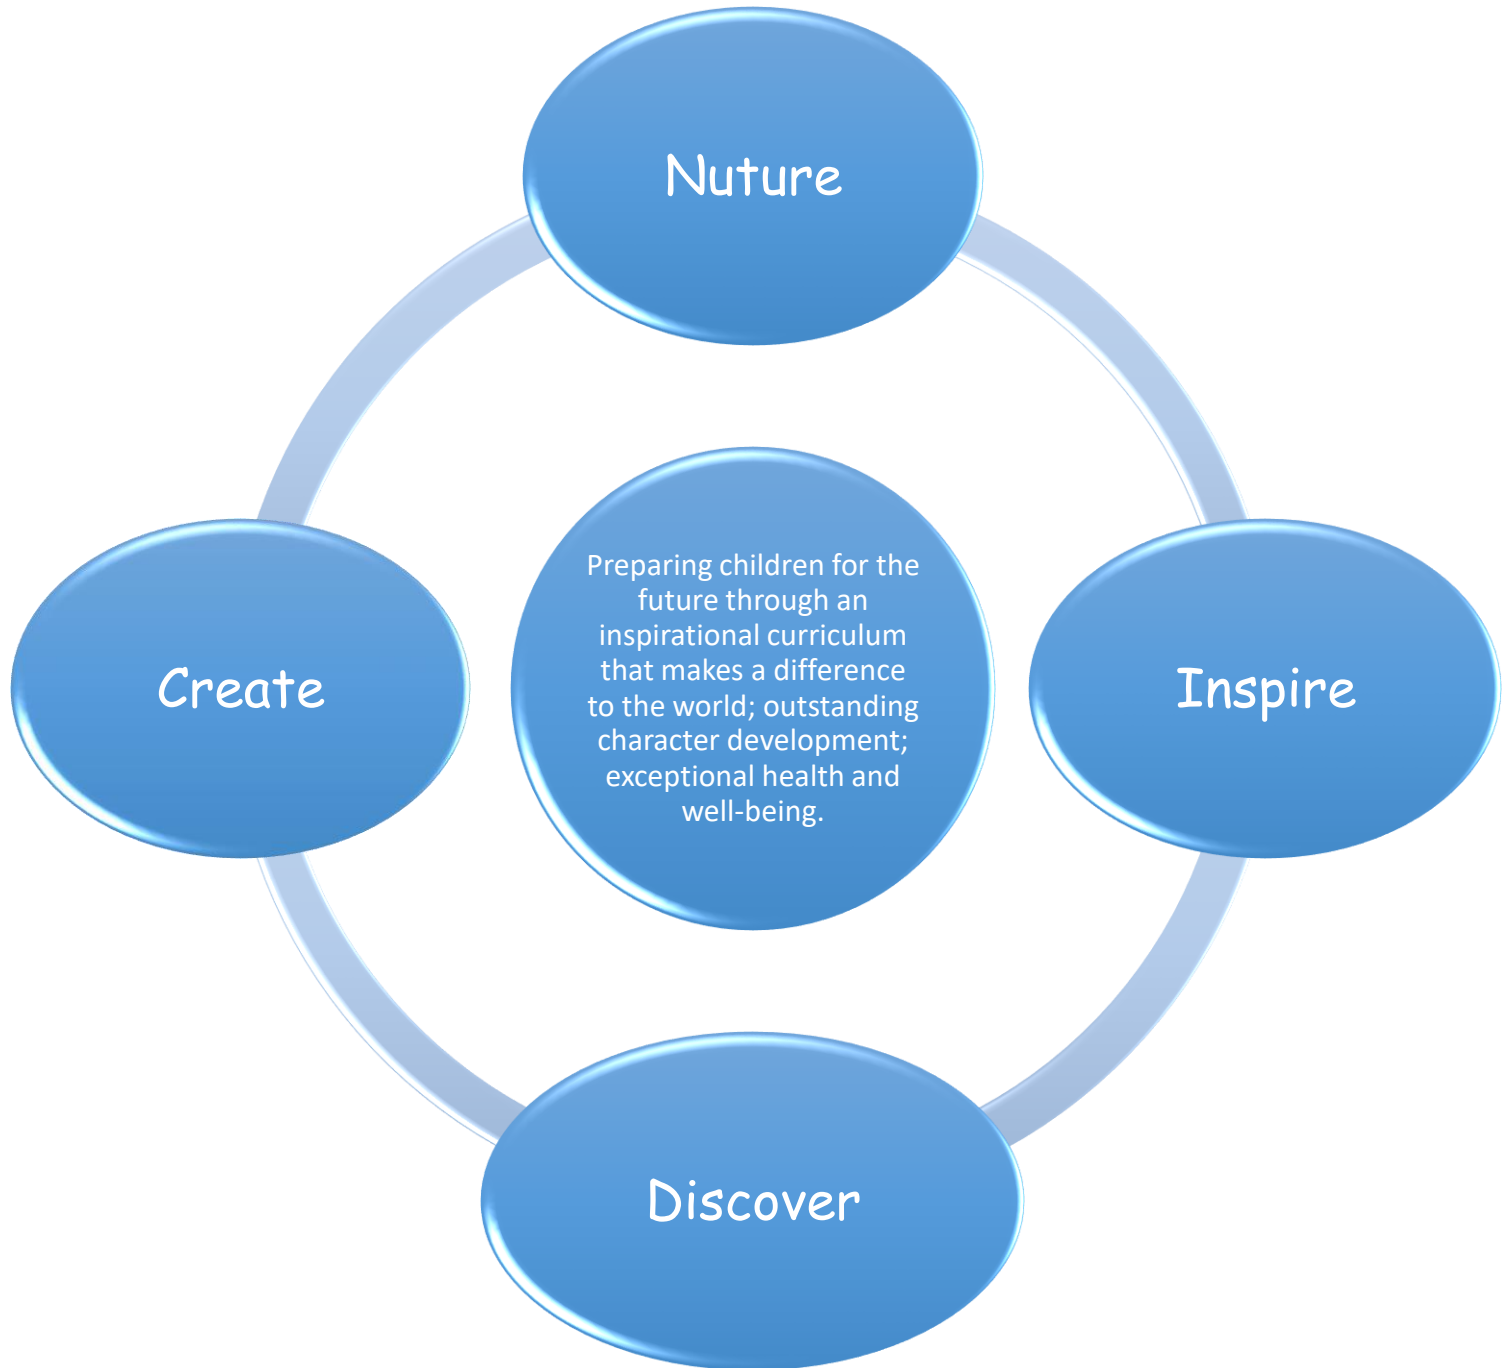 Nuture
Create
Preparing children for the
future through an
inspirational curriculum
that makes a difference
to the world; outstanding
character development;
exceptional health and
well-being.
Inspire
Discover